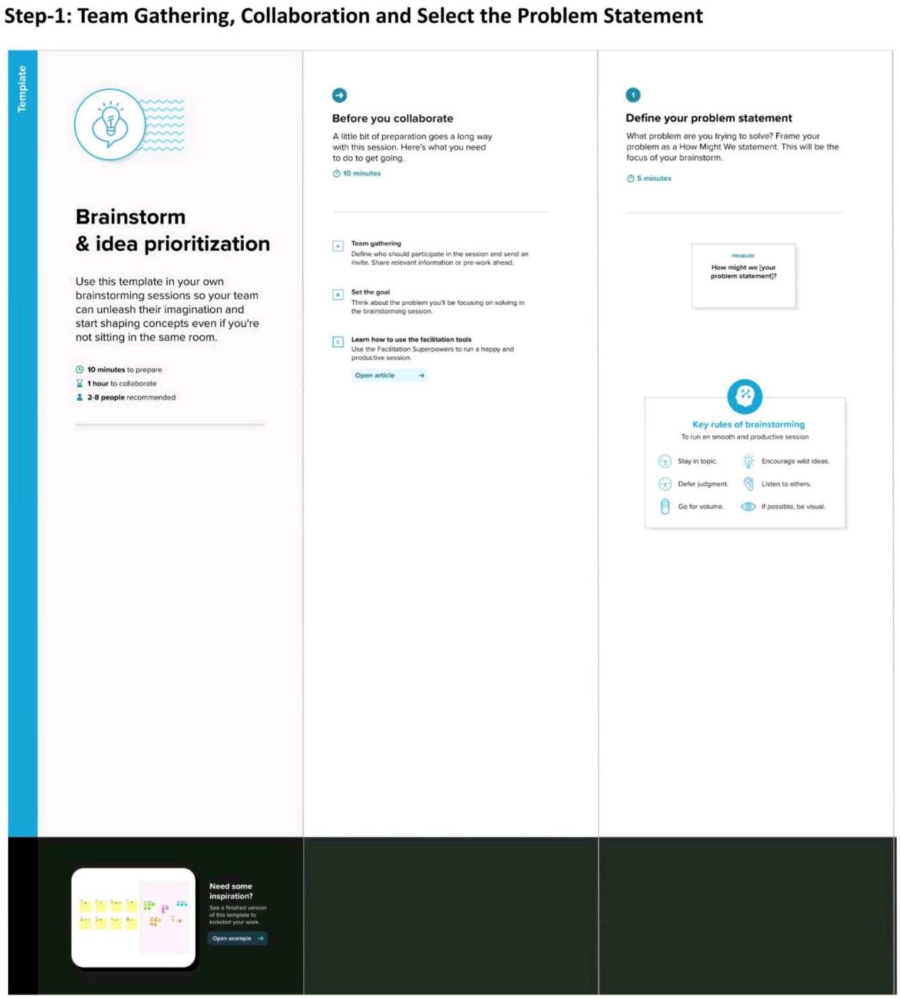 Step-1: Team Gathering, Collaboration and Select the Problem Statement
Template
Brainstorm
& idea prioritization
Use this template in your own
brainstorming sessions so your team
can unleash their imagination and
start shaping concepts even if you're
not sitting in the same room.
10 minutes to prepare
1 hour to collaborate
2-8 people recommended
Before you collaborate
A little bit of preparation goes a long way
with this session. Here's what you need
to do to get going.
10 minutes
A
Team gathering
Define who should participate in the session and send an
invite. Share relevant information or pre-work ahead.
B
Set the goal
Think about the problem you'll be focusing on solving in
the brainstorming session.
C
Learn how to use the facilitation tools
Use the Facilitation Superpowers to run a happy and
productive session.
Open article
1
Define your problem statement
What problem are you trying to solve? Frame your
problem as a How Might We statement. This will be the
focus of your brainstorm.
5 minutes
PROBLEM
How might we [your
problem statement]?
Key rules of brainstorming
To run an smooth and productive session
Stay in topic.
Encourage wild ideas.
Defer judgment.
Listen to others.
Go for volume.
If possible, be visual.
Need some
inspiration?
See a finished version
of this template to
kickstart your work.
Open example